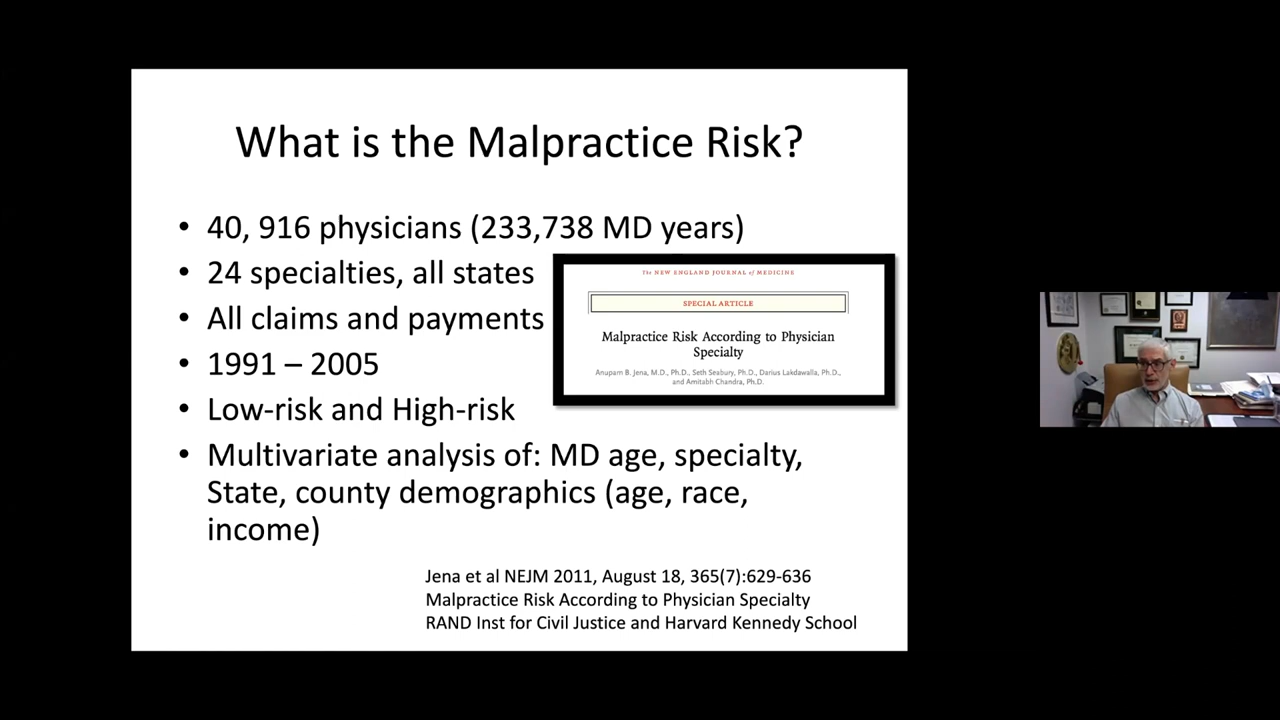 What is the Malpractice Risk?
• 40, 916 physicians (233,738 MD years)
• 24 specialties, all states
• All claims and payments
• 1991 – 2005
• Low-risk and High-risk
• Multivariate analysis of: MD age, specialty,
State, county demographics (age, race,
income)
The NEW ENGLAND JOURNAL of MEDICINE
SPECIAL ARTICLE
Malpractice Risk According to Physician
Specialty
Anupam B. Jena, M.D., Ph.D., Seth Seabury, Ph.D., Darius Lakdawalla, Ph.D.,
and Amitabh Chandra, Ph.D.
Jena et al NEJM 2011, August 18, 365(7):629-636
Malpractice Risk According to Physician Specialty
RAND Inst for Civil Justice and Harvard Kennedy School